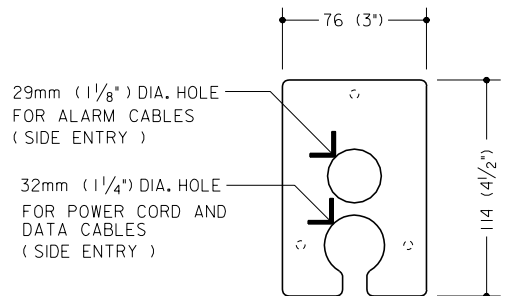 76 (3")
29mm (1 1/8") DIA. HOLE
FOR ALARM CABLES
( SIDE ENTRY )
32mm (1 1/4") DIA. HOLE
FOR POWER CORD AND
DATA CABLES
( SIDE ENTRY )
114 (4 1/2")